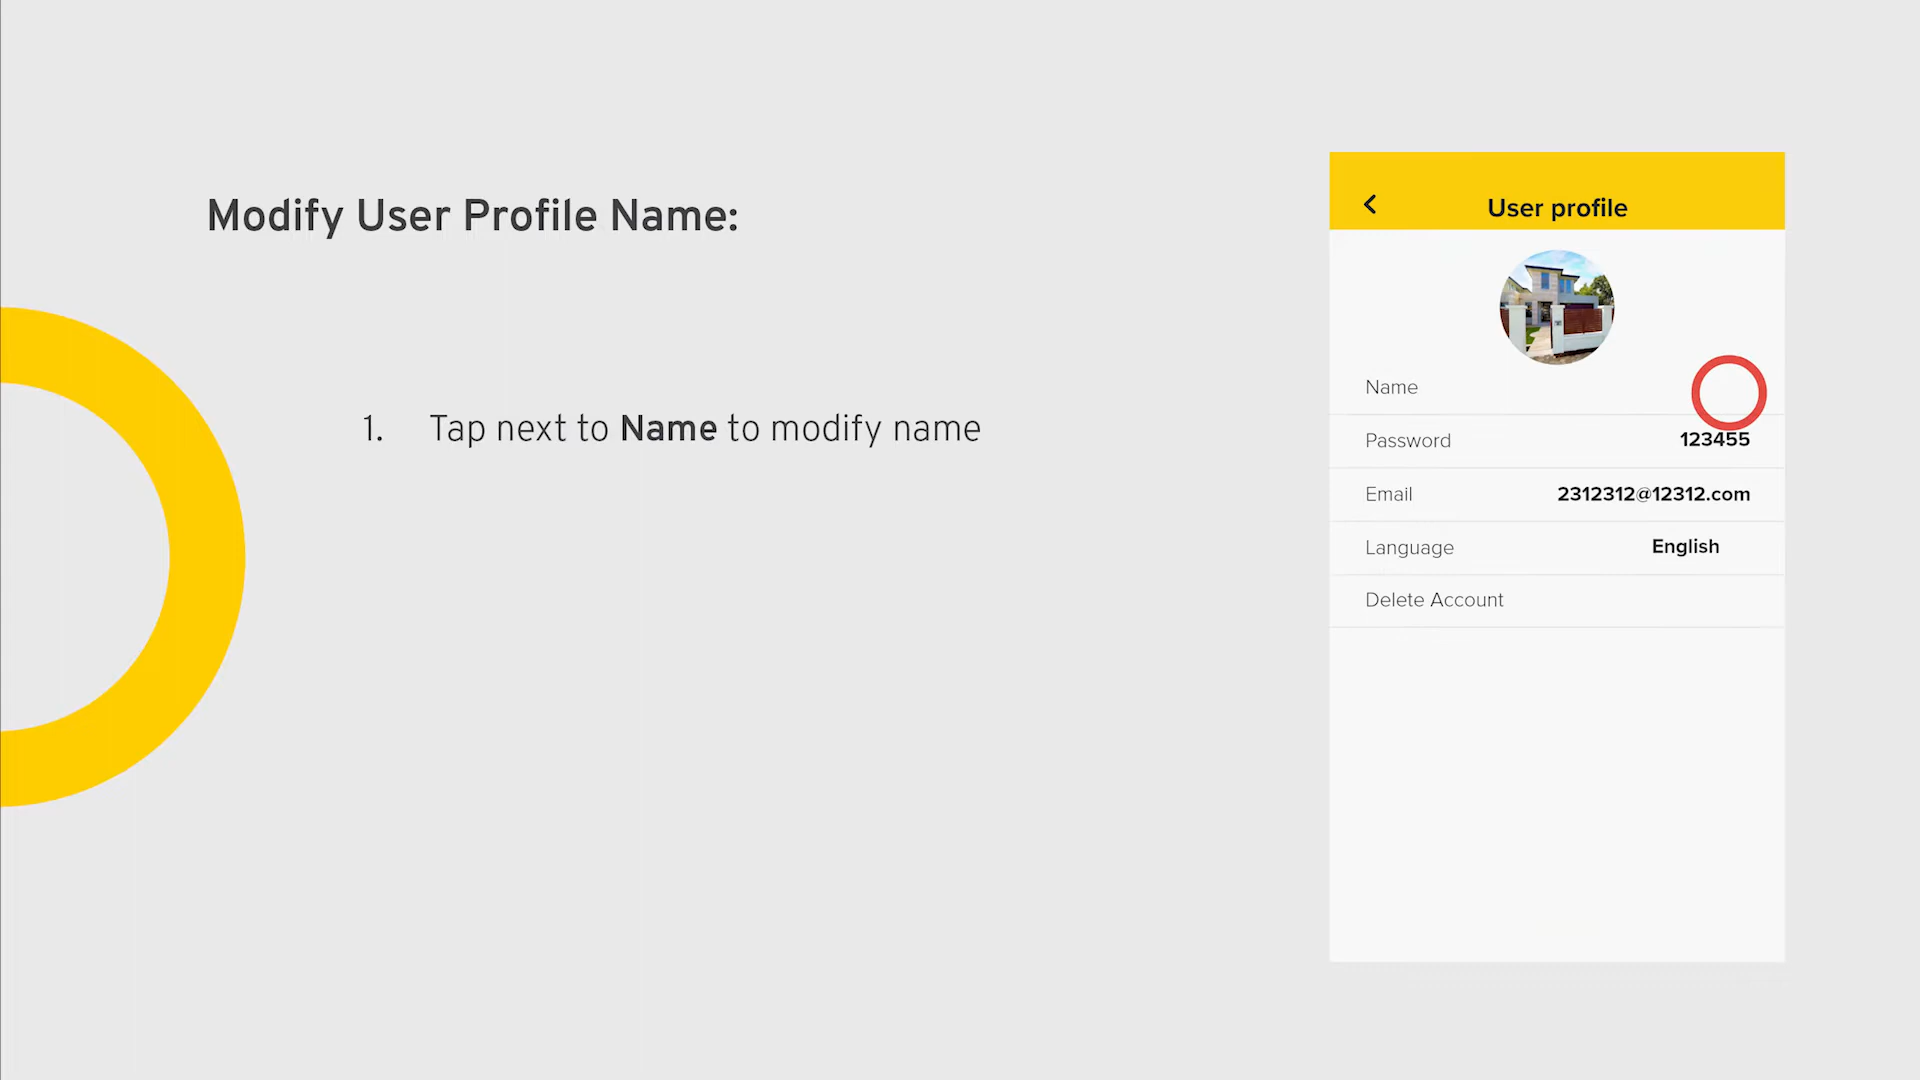 Modify User Profile Name:
1. Tap next to Name to modify name
User profile
Name
Password 123455
Email 2312312@12312.com
Language English
Delete Account